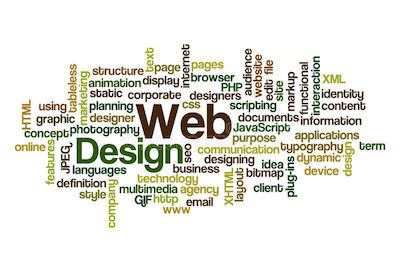 text
page
pages
internet
structure
display
browser
audience
website
edit
file
tableless
marketing
animation
static
corporate
designers
PHP
site
markup
functional
interaction
XML
identity
HTML
using
planning
css
scripting
content
graphic
designer
Web
documents
information
concept
photography
JavaScript
applications
online
features
JPEG
Design
seo
purpose
typography
term
communication
dynamic
design
languages
business
designing
idea
device
definition
technology
XHTML
layout
bitmap
plug-ins
style
company
multimedia
agency
client
GIF
http
email
www